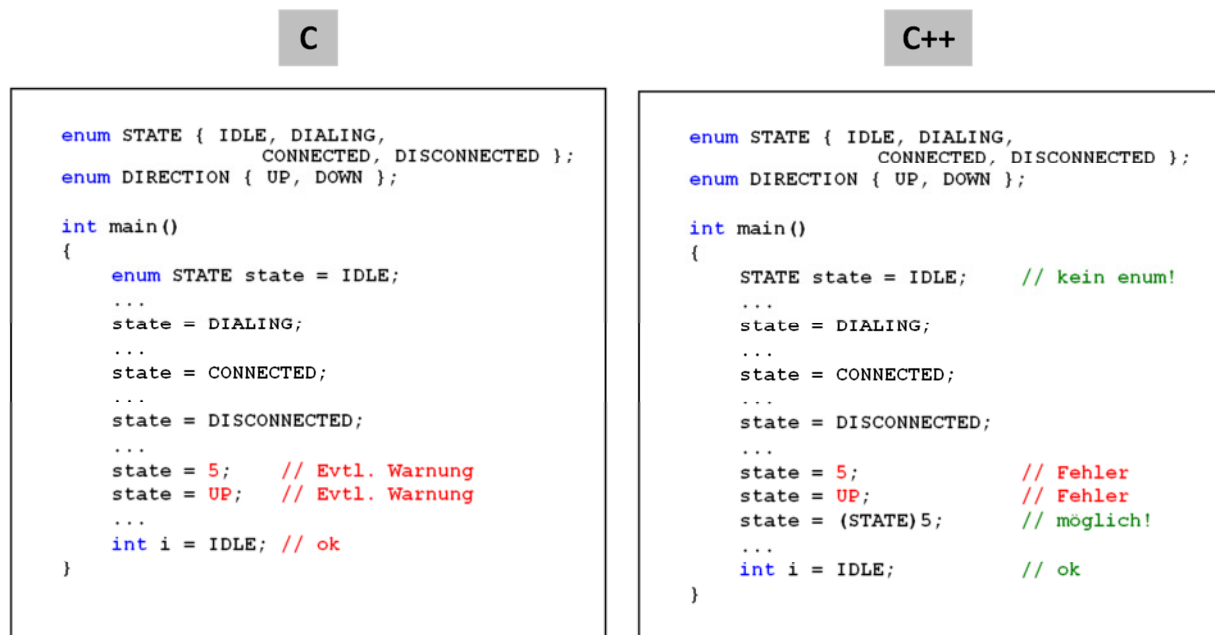 C
enum STATE { IDLE, DIALING,
CONNECTED, DISCONNECTED };
enum DIRECTION { UP, DOWN };
int main()
{
enum STATE state = IDLE;
...
state = DIALING;
...
state = CONNECTED;
...
state = DISCONNECTED;
...
state = 5; // Evtl. Warnung
state = UP; // Evtl. Warnung
...
int i = IDLE; // ok
}
C++
enum STATE { IDLE, DIALING,
CONNECTED, DISCONNECTED };
enum DIRECTION { UP, DOWN };
int main()
{
STATE state = IDLE; // kein enum!
...
state = DIALING;
...
state = CONNECTED;
...
state = DISCONNECTED;
...
state = 5; // Fehler
state = UP; // Fehler
state = (STATE)5; // möglich!
...
int i = IDLE; // ok
}